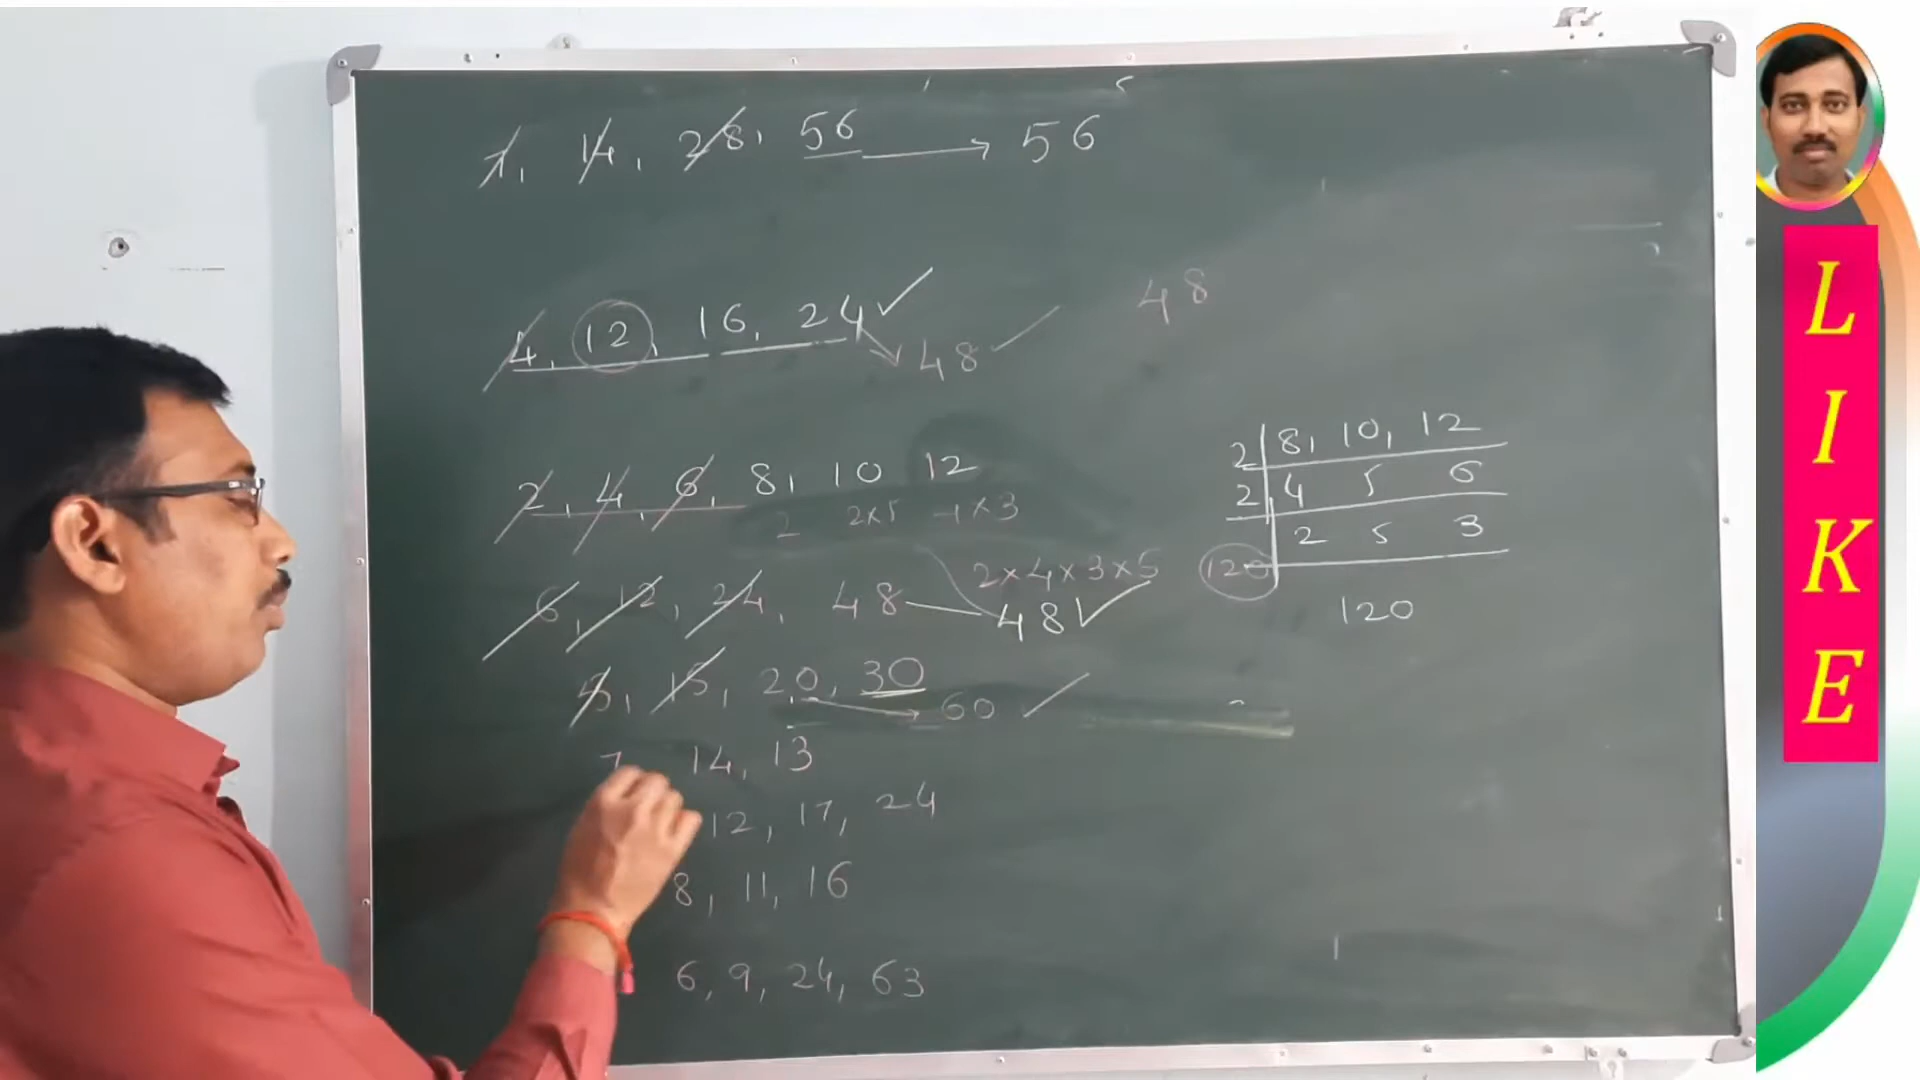 7, 14, 28, 56 → 56
48
4, 12, 16, 24 ✓
48
2, 4, 6, 8, 10 12
2 2×5 4×3
2×4×3×5
6, 12, 24, 48 — 48 ✓
5, 15, 20, 30
60
7, 14, 13
12, 17, 24
8, 11, 16
6, 9, 24, 63
2 8, 10, 12
2 4 5 6
2 5 3
120
120
LIKE